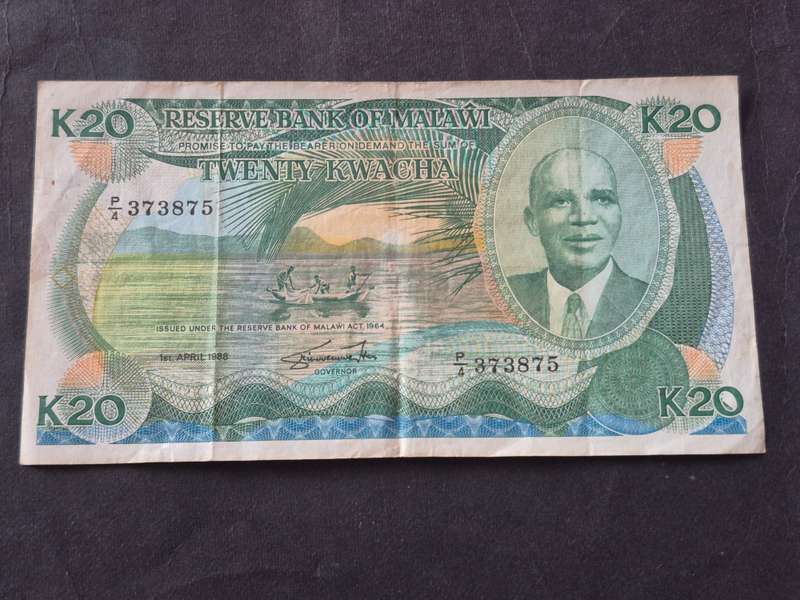 K20
RESERVE BANK OF MALAŴI
K20
PROMISE TO PAY THE BEARER ON DEMAND THE SUM OF
TWENTY KWACHA
P/4 373875
ISSUED UNDER THE RESERVE BANK OF MALAWI ACT, 1964
1st. APRIL 1988
GOVERNOR
P/4 373875
K20
K20